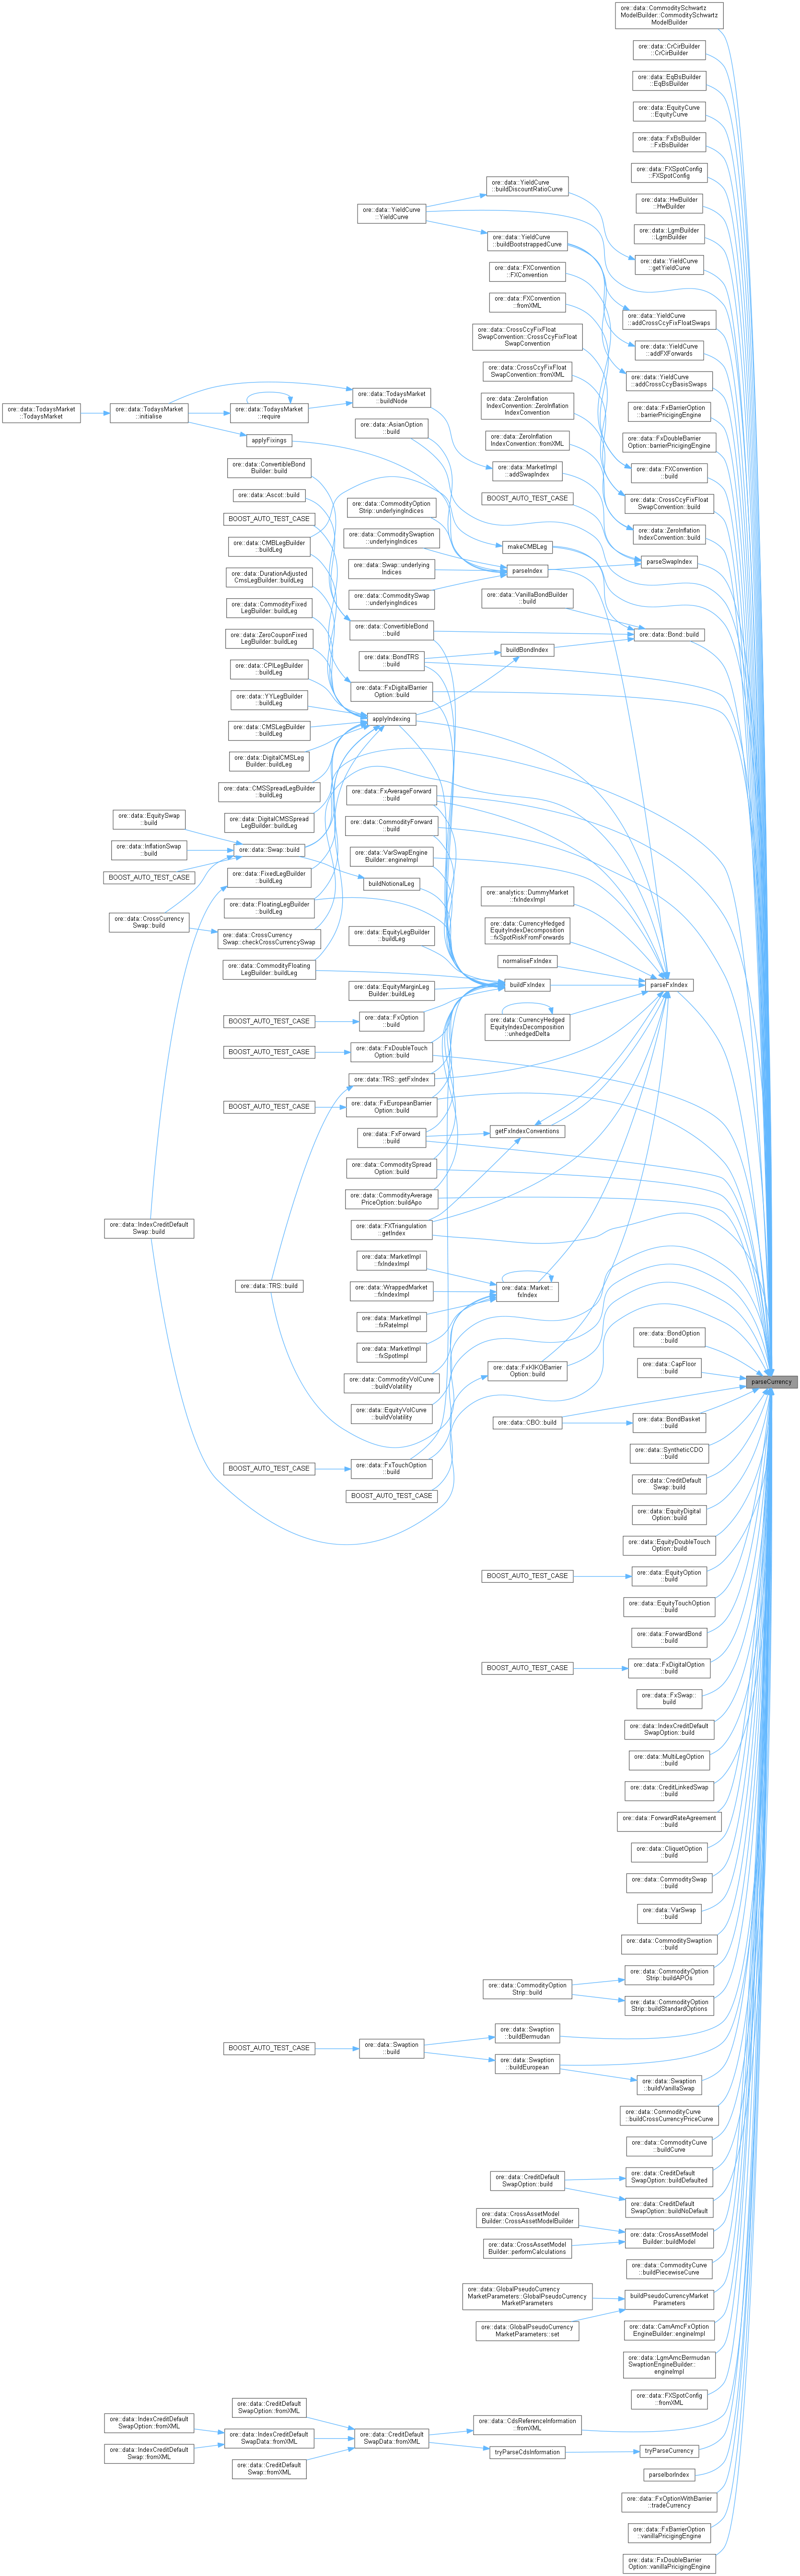 ore::data::CommoditySchwartz
ModelBuilder::CommoditySchwartz
ModelBuilder
ore::data::CrCirBuilder
::CrCirBuilder
ore::data::EqBsBuilder
::EqBsBuilder
ore::data::EquityCurve
::EquityCurve
ore::data::FxBsBuilder
::FxBsBuilder
ore::data::FXSpotConfig
::FXSpotConfig
ore::data::HwBuilder
::HwBuilder
ore::data::LgmBuilder
::LgmBuilder
ore::data::YieldCurve
::getYieldCurve
ore::data::YieldCurve
::buildDiscountRatioCurve
ore::data::YieldCurve
::YieldCurve
ore::data::YieldCurve
::buildBootstrappedCurve
ore::data::FXConvention
::FXConvention
ore::data::FXConvention
::fromXML
ore::data::YieldCurve
::addCrossCcyFixFloatSwaps
ore::data::YieldCurve
::addFXForwards
ore::data::YieldCurve
::addCrossCcyBasisSwaps
ore::data::CrossCcyFixFloat
SwapConvention::CrossCcyFixFloat
SwapConvention
ore::data::CrossCcyFixFloat
SwapConvention::fromXML
ore::data::ZeroInflation
IndexConvention::ZeroInflation
IndexConvention
ore::data::ZeroInflation
IndexConvention::fromXML
ore::data::FxBarrierOption
::barrierPricigingEngine
ore::data::FxDoubleBarrier
Option::barrierPricigingEngine
ore::data::FXConvention
::build
ore::data::CrossCcyFixFloat
SwapConvention::build
ore::data::ZeroInflation
IndexConvention::build
ore::data::TodaysMarket
::TodaysMarket
ore::data::TodaysMarket
::initialise
ore::data::TodaysMarket
::require
ore::data::TodaysMarket
::buildNode
applyFixings
ore::data::AsianOption
::build
ore::data::MarketImpl
::addSwapIndex
BOOST_AUTO_TEST_CASE
ore::data::ConvertibleBond
Builder::build
ore::data::Ascot::build
BOOST_AUTO_TEST_CASE
ore::data::CMBLegBuilder
::buildLeg
ore::data::DurationAdjusted
CmsLegBuilder::buildLeg
ore::data::CommodityFixed
LegBuilder::buildLeg
ore::data::ZeroCouponFixed
LegBuilder::buildLeg
ore::data::CPILegBuilder
::buildLeg
ore::data::YYLegBuilder
::buildLeg
ore::data::CMSLegBuilder
::buildLeg
ore::data::DigitalCMSLeg
Builder::buildLeg
ore::data::CMSSpreadLegBuilder
::buildLeg
ore::data::DigitalCMSSpread
LegBuilder::buildLeg
ore::data::CommodityOption
Strip::underlyingIndices
ore::data::CommoditySwaption
::underlyingIndices
ore::data::Swap::underlying
Indices
ore::data::CommoditySwap
::underlyingIndices
makeCMBLeg
parseIndex
parseSwapIndex
ore::data::VanillaBondBuilder
::build
ore::data::ConvertibleBond
::build
ore::data::BondTRS
::build
buildBondIndex
ore::data::Bond::build
ore::data::FxDigitalBarrier
Option::build
applyIndexing
ore::data::FxAverageForward
::build
ore::data::CommodityForward
::build
ore::data::VarSwapEngine
Builder::engineImpl
buildNotionalLeg
ore::data::EquitySwap
::build
ore::data::InflationSwap
::build
BOOST_AUTO_TEST_CASE
ore::data::Swap::build
ore::data::FixedLegBuilder
::buildLeg
ore::data::FloatingLegBuilder
::buildLeg
ore::data::CrossCurrency
Swap::build
ore::data::CrossCurrency
Swap::checkCrossCurrencySwap
ore::data::CommodityFloating
LegBuilder::buildLeg
ore::data::EquityLegBuilder
::buildLeg
ore::data::EquityMarginLeg
Builder::buildLeg
ore::analytics::DummyMarket
::fxIndexImpl
ore::data::CurrencyHedged
EquityIndexDecomposition
::fxSpotRiskFromForwards
normaliseFxIndex
buildFxIndex
parseFxIndex
ore::data::CurrencyHedged
EquityIndexDecomposition
::unhedgedDelta
BOOST_AUTO_TEST_CASE
ore::data::FxOption
::build
BOOST_AUTO_TEST_CASE
ore::data::FxDoubleTouch
Option::build
ore::data::TRS::getFxIndex
BOOST_AUTO_TEST_CASE
ore::data::FxEuropeanBarrier
Option::build
ore::data::FxForward
::build
getFxIndexConventions
ore::data::CommoditySpread
Option::build
ore::data::CommodityAverage
PriceOption::buildApo
ore::data::FXTriangulation
::getIndex
ore::data::IndexCreditDefault
Swap::build
ore::data::TRS::build
ore::data::MarketImpl
::fxIndexImpl
ore::data::WrappedMarket
::fxIndexImpl
ore::data::MarketImpl
::fxRateImpl
ore::data::MarketImpl
::fxSpotImpl
ore::data::Market::
fxIndex
ore::data::CommodityVolCurve
::buildVolatility
ore::data::EquityVolCurve
::buildVolatility
ore::data::FxKIKOBarrier
Option::build
BOOST_AUTO_TEST_CASE
ore::data::FxTouchOption
::build
BOOST_AUTO_TEST_CASE
ore::data::BondOption
::build
ore::data::CapFloor
::build
parseCurrency
ore::data::CBO::build
ore::data::BondBasket
::build
ore::data::SyntheticCDO
::build
ore::data::CreditDefault
Swap::build
ore::data::EquityDigital
Option::build
ore::data::EquityDoubleTouch
Option::build
BOOST_AUTO_TEST_CASE
ore::data::EquityOption
::build
ore::data::EquityTouchOption
::build
ore::data::ForwardBond
::build
BOOST_AUTO_TEST_CASE
ore::data::FxDigitalOption
::build
ore::data::FxSwap::
build
ore::data::IndexCreditDefault
SwapOption::build
ore::data::MultiLegOption
::build
ore::data::CreditLinkedSwap
::build
ore::data::ForwardRateAgreement
::build
ore::data::CliquetOption
::build
ore::data::CommoditySwap
::build
ore::data::VarSwap
::build
ore::data::CommoditySwaption
::build
ore::data::CommodityOption
Strip::build
ore::data::CommodityOption
Strip::buildAPOs
ore::data::CommodityOption
Strip::buildStandardOptions
BOOST_AUTO_TEST_CASE
ore::data::Swaption
::build
ore::data::Swaption
::buildBermudan
ore::data::Swaption
::buildEuropean
ore::data::Swaption
::buildVanillaSwap
ore::data::CommodityCurve
::buildCrossCurrencyPriceCurve
ore::data::CommodityCurve
::buildCurve
ore::data::CreditDefault
SwapOption::build
ore::data::CreditDefault
SwapOption::buildDefaulted
ore::data::CreditDefault
SwapOption::buildNoDefault
ore::data::CrossAssetModel
Builder::CrossAssetModelBuilder
ore::data::CrossAssetModel
Builder::performCalculations
ore::data::CrossAssetModel
Builder::buildModel
ore::data::CommodityCurve
::buildPiecewiseCurve
ore::data::GlobalPseudoCurrency
MarketParameters::GlobalPseudoCurrency
MarketParameters
ore::data::GlobalPseudoCurrency
MarketParameters::set
buildPseudoCurrencyMarket
Parameters
ore::data::CamAmcFxOption
EngineBuilder::engineImpl
ore::data::LgmAmcBermudan
SwaptionEngineBuilder::
engineImpl
ore::data::FXSpotConfig
::fromXML
ore::data::IndexCreditDefault
SwapOption::fromXML
ore::data::IndexCreditDefault
Swap::fromXML
ore::data::CreditDefault
SwapOption::fromXML
ore::data::IndexCreditDefault
SwapData::fromXML
ore::data::CreditDefault
Swap::fromXML
ore::data::CreditDefault
SwapData::fromXML
ore::data::CdsReferenceInformation
::fromXML
tryParseCdsInformation
tryParseCurrency
parseIborIndex
ore::data::FxOptionWithBarrier
::tradeCurrency
ore::data::FxBarrierOption
::vanillaPricigingEngine
ore::data::FxDoubleBarrier
Option::vanillaPricigingEngine